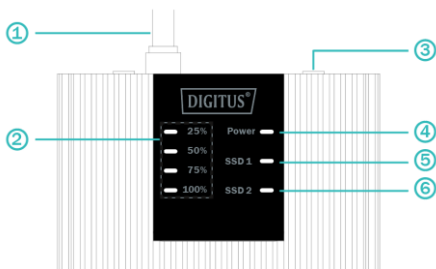 ①
③
DIGITUS®
②
25% Power ④
50%
SSD 1 ⑤
75%
100% SSD 2 ⑥